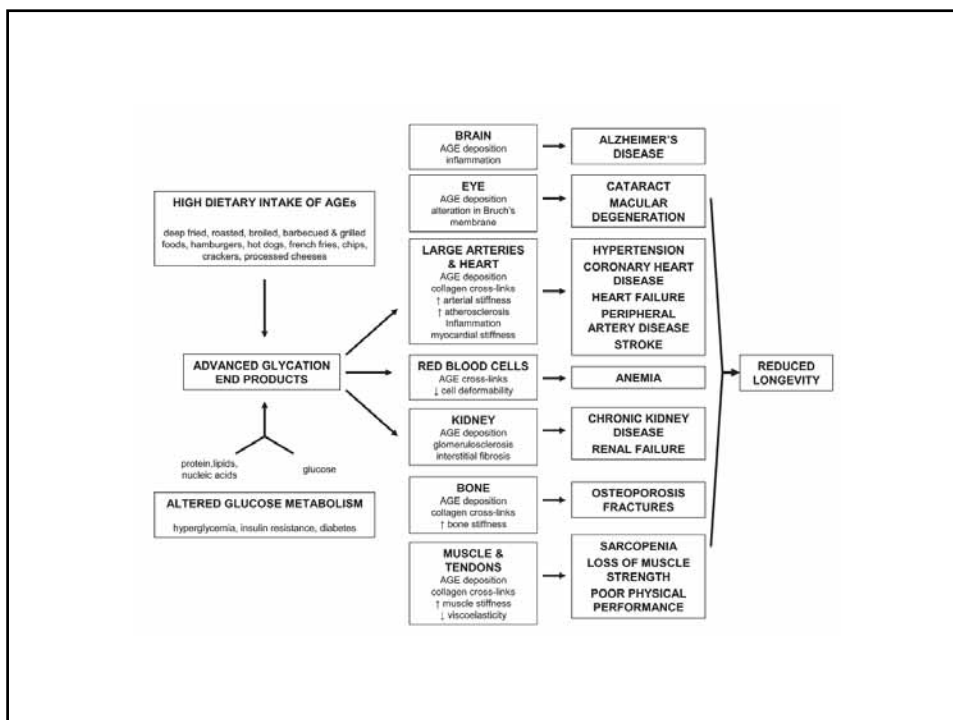 HIGH DIETARY INTAKE OF AGEs
deep fried, roasted, broiled, barbecued & grilled
foods, hamburgers, hot dogs, french fries, chips,
crackers, processed cheeses
ADVANCED GLYCATION
END PRODUCTS
protein,lipids,
nucleic acids
glucose
ALTERED GLUCOSE METABOLISM
hyperglycemia, insulin resistance, diabetes
BRAIN
AGE deposition
inflammation
EYE
AGE deposition
alteration in Bruch's
membrane
LARGE ARTERIES
& HEART
AGE deposition
collagen cross-links
↑ arterial stiffness
↑ atherosclerosis
Inflammation
myocardial stiffness
RED BLOOD CELLS
AGE cross-links
↓ cell deformability
KIDNEY
AGE deposition
glomerulosclerosis
interstitial fibrosis
BONE
AGE deposition
collagen cross-links
↑ bone stiffness
MUSCLE &
TENDONS
AGE deposition
collagen cross-links
↑ muscle stiffness
↓ viscoelasticity
ALZHEIMER'S
DISEASE
CATARACT
MACULAR
DEGENERATION
HYPERTENSION
CORONARY HEART
DISEASE
HEART FAILURE
PERIPHERAL
ARTERY DISEASE
STROKE
ANEMIA
CHRONIC KIDNEY
DISEASE
RENAL FAILURE
OSTEOPOROSIS
FRACTURES
SARCOPENIA
LOSS OF MUSCLE
STRENGTH
POOR PHYSICAL
PERFORMANCE
REDUCED
LONGEVITY